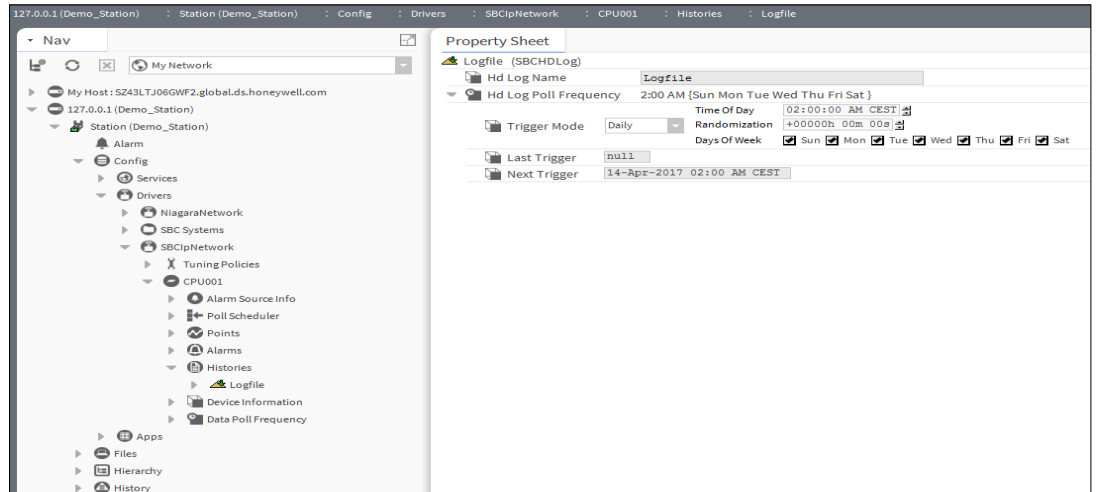 127.0.0.1 (Demo_Station) : Station (Demo_Station) : Config : Drivers : SBCIpNetwork : CPU001 : Histories : Logfile
Nav
My Network
My Host : SZ43LTJ06GWF2.global.ds.honeywell.com
127.0.0.1 (Demo_Station)
Station (Demo_Station)
Alarm
Config
Services
Drivers
NiagaraNetwork
SBC Systems
SBCIpNetwork
Tuning Policies
CPU001
Alarm Source Info
Poll Scheduler
Points
Alarms
Histories
Logfile
Device Information
Data Poll Frequency
Apps
Files
Hierarchy
History
Property Sheet
Logfile (SBCHDLog)
Hd Log Name Logfile
Hd Log Poll Frequency 2:00 AM {Sun Mon Tue Wed Thu Fri Sat }
Trigger Mode Daily
Time Of Day 02:00:00 AM CEST
Randomization +00000h 00m 00s
Days Of Week Sun Mon Tue Wed Thu Fri Sat
Last Trigger null
Next Trigger 14-Apr-2017 02:00 AM CEST